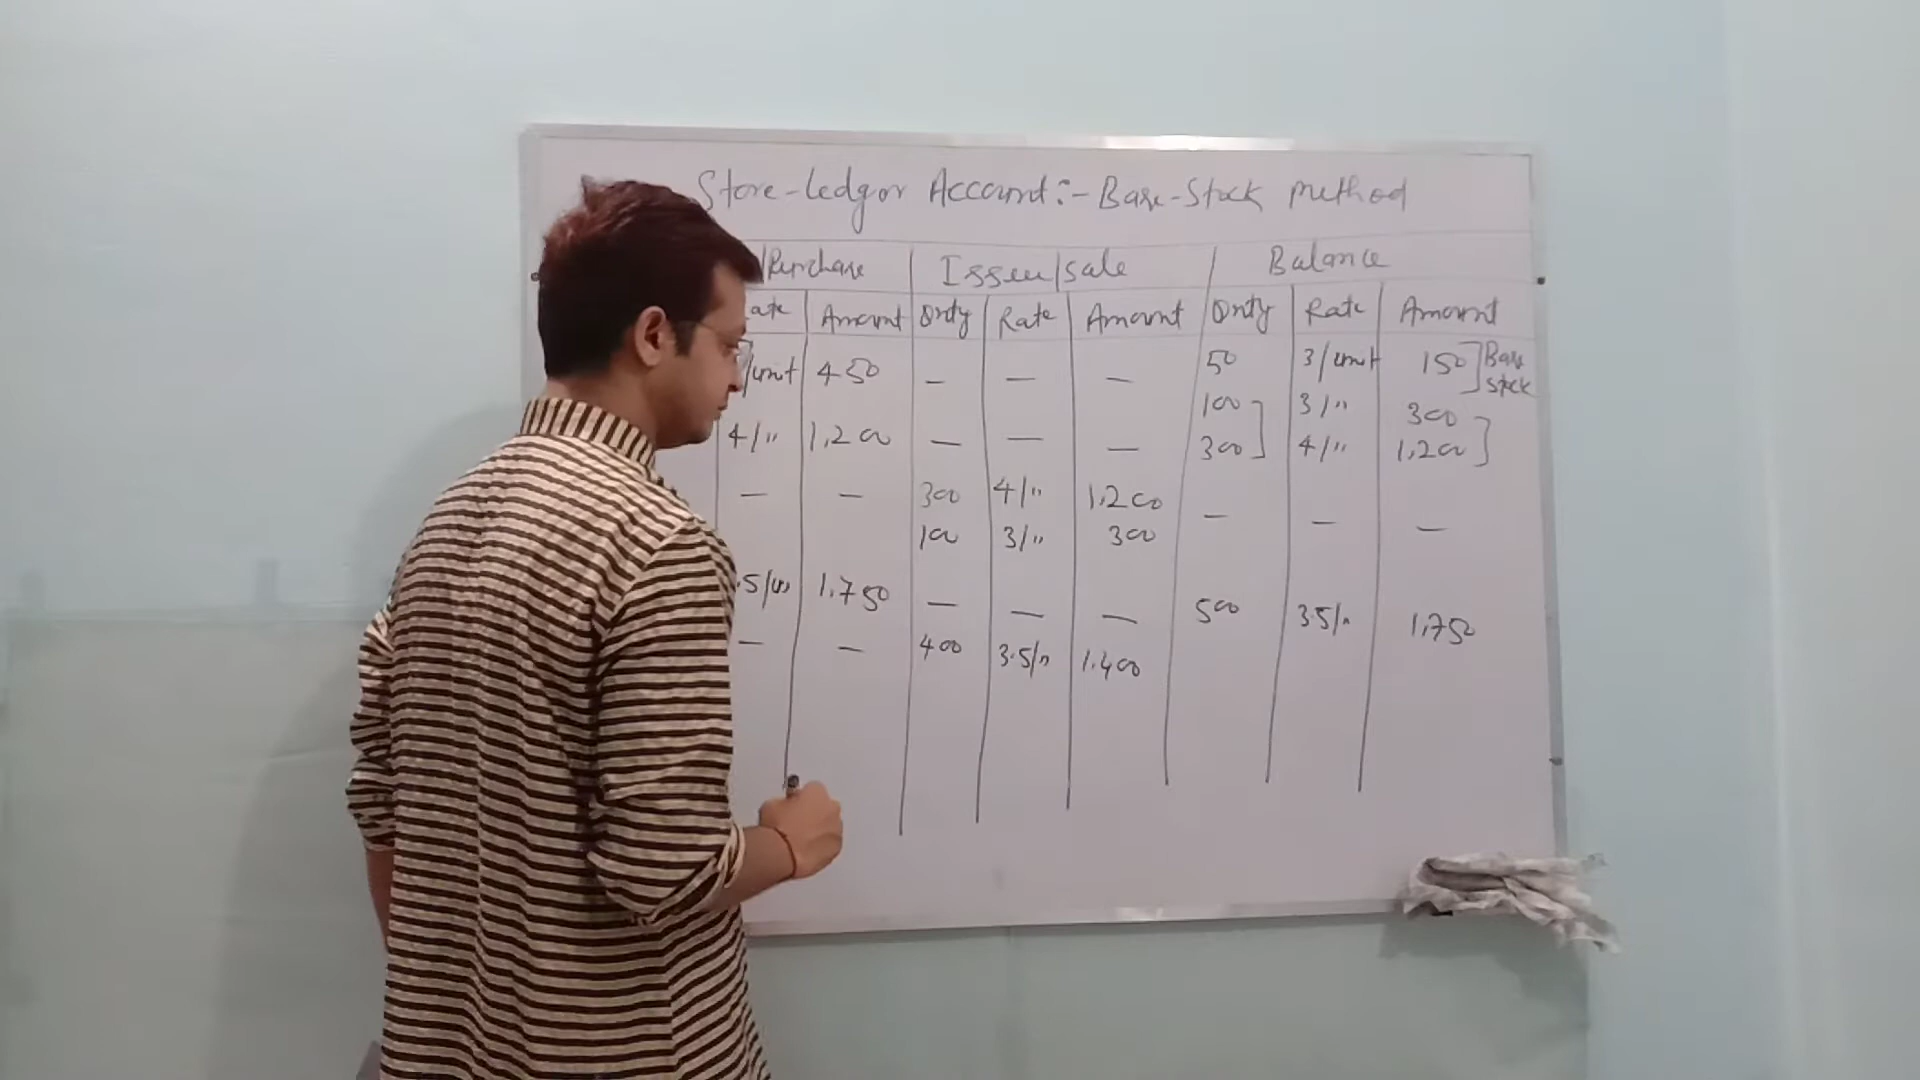 Store-Ledger Account:- Base-Stock Method
/Purchase Issue/sale Balance
ate Amount Qnty Rate Amount Qnty Rate Amount
/unit 450 — — — 50 3/unit 150 ] Base
stock
100 3/" 300
4/" 1,200 — — — 300 4/" 1,200
— — 300 4/" 1,200 — — —
100 3/" 300
.5/" 1,750 — — — 500 3.5/" 1,750
— — 400 3.5/" 1,400